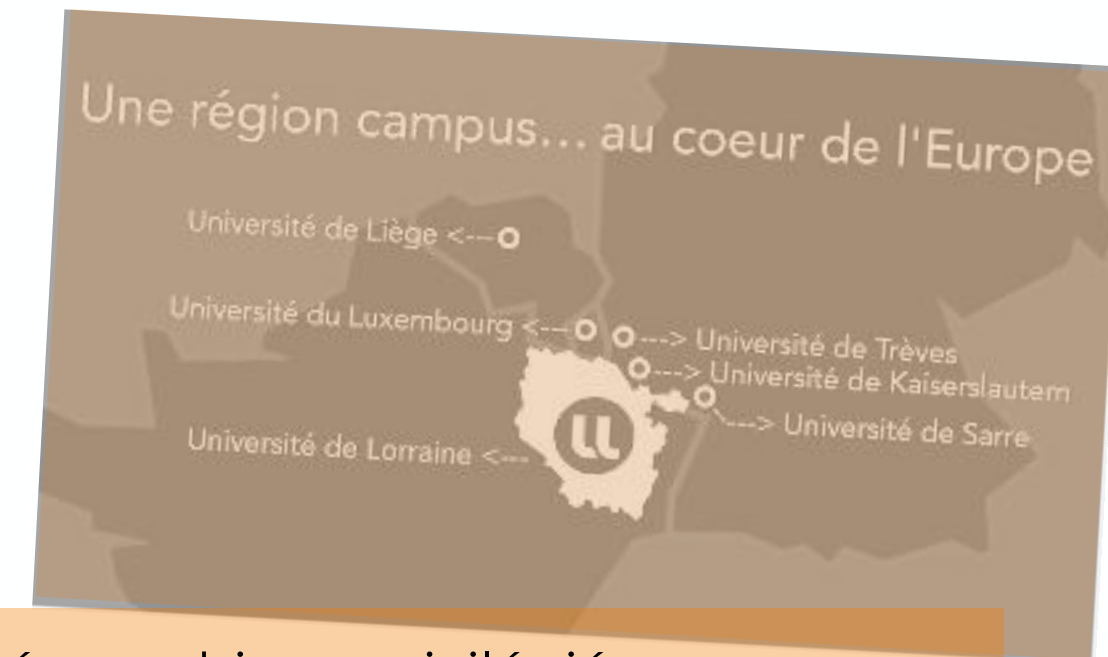 Une région campus... au coeur de l'Europe
Université de Liège <---
Université du Luxembourg <---
---> Université de Trèves
---> Université de Kaiserslautern
---> Université de Sarre
Université de Lorraine <---